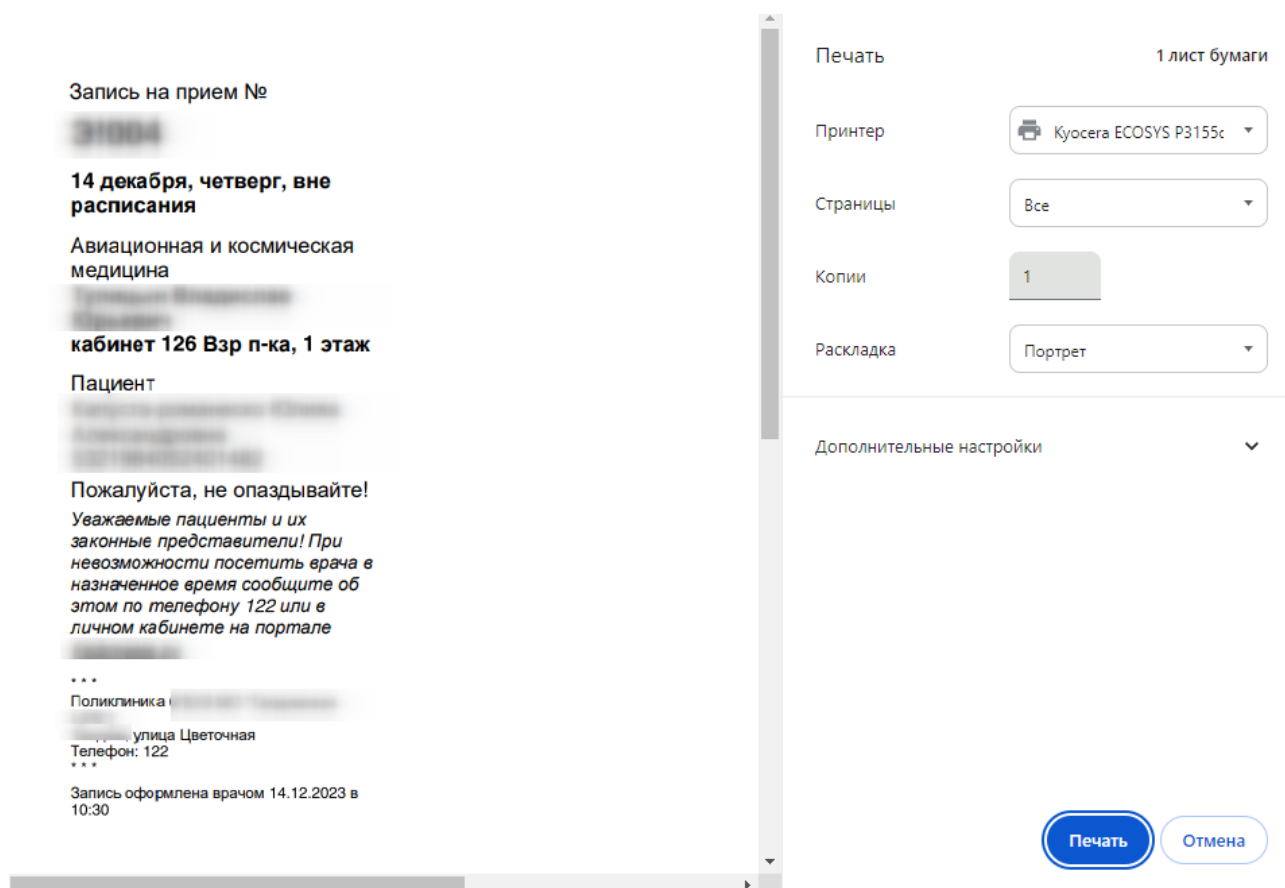 Запись на прием №
14 декабря, четверг, вне
расписания
Авиационная и космическая
медицина
кабинет 126 Взр п-ка, 1 этаж
Пациент
Пожалуйста, не опаздывайте!
Уважаемые пациенты и их
законные представители! При
невозможности посетить врача в
назначенное время сообщите об
этом по телефону 122 или в
личном кабинете на портале
* * *
Поликлиника
улица Цветочная
Телефон: 122
* * *
Запись оформлена врачом 14.12.2023 в
10:30
Печать 1 лист бумаги
Принтер Kyocera ECOSYS P3155c
Страницы Все
Копии 1
Раскладка Портрет
Дополнительные настройки
Печать Отмена